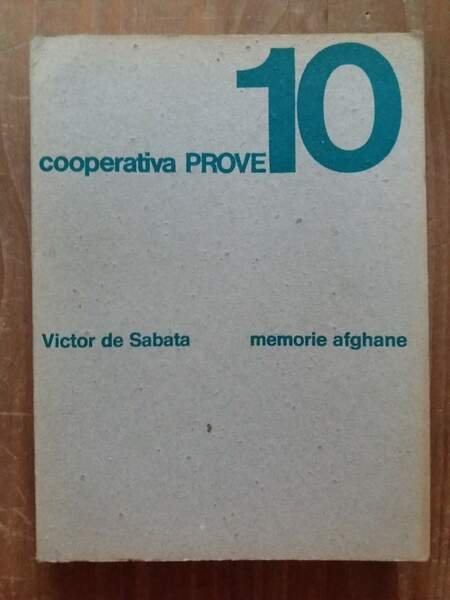 cooperativa PROVE 10
Victor de Sabata memorie afghane